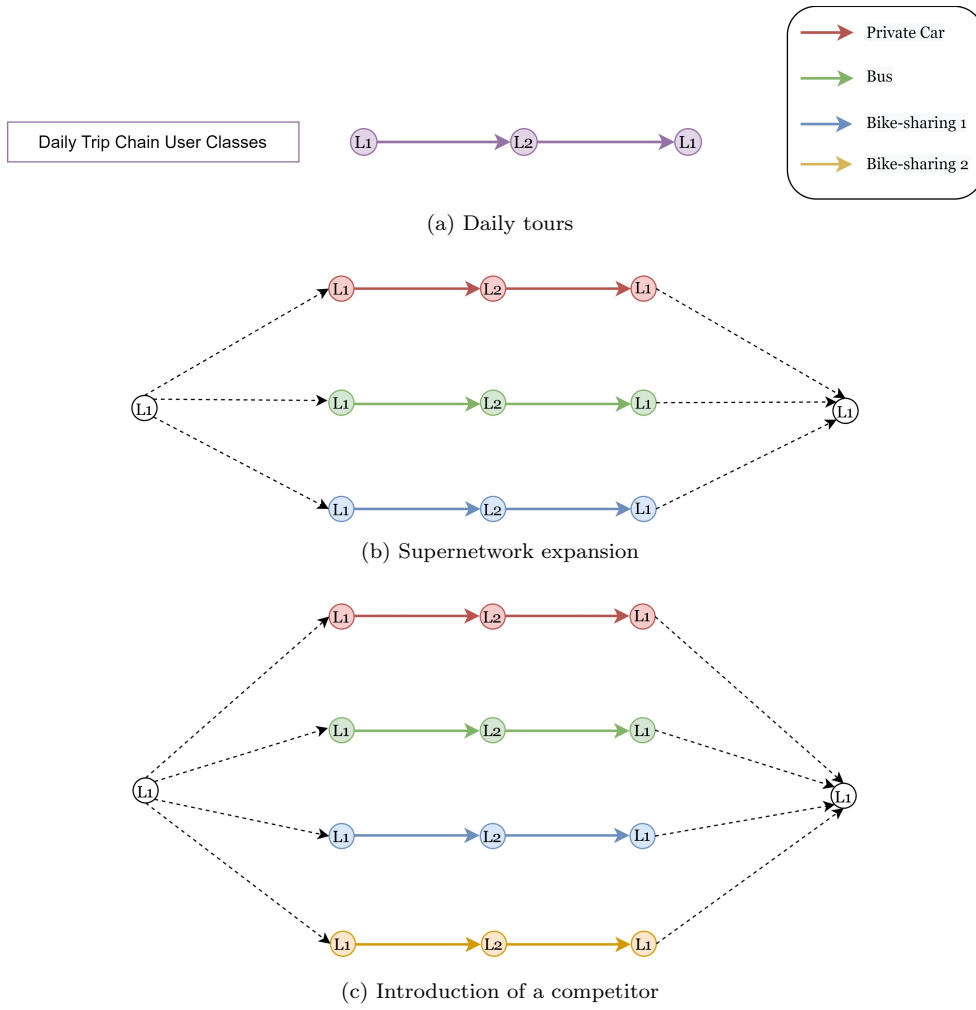 Private Car
Bus
Bike-sharing 1
Bike-sharing 2
Daily Trip Chain User Classes
L1 L2 L1
(a) Daily tours
L1 L2 L1
L1 L1 L2 L1 L1
L1 L2 L1
(b) Supernetwork expansion
L1 L2 L1
L1 L2 L1
L1 L1
L1 L2 L1
L1 L2 L1
(c) Introduction of a competitor